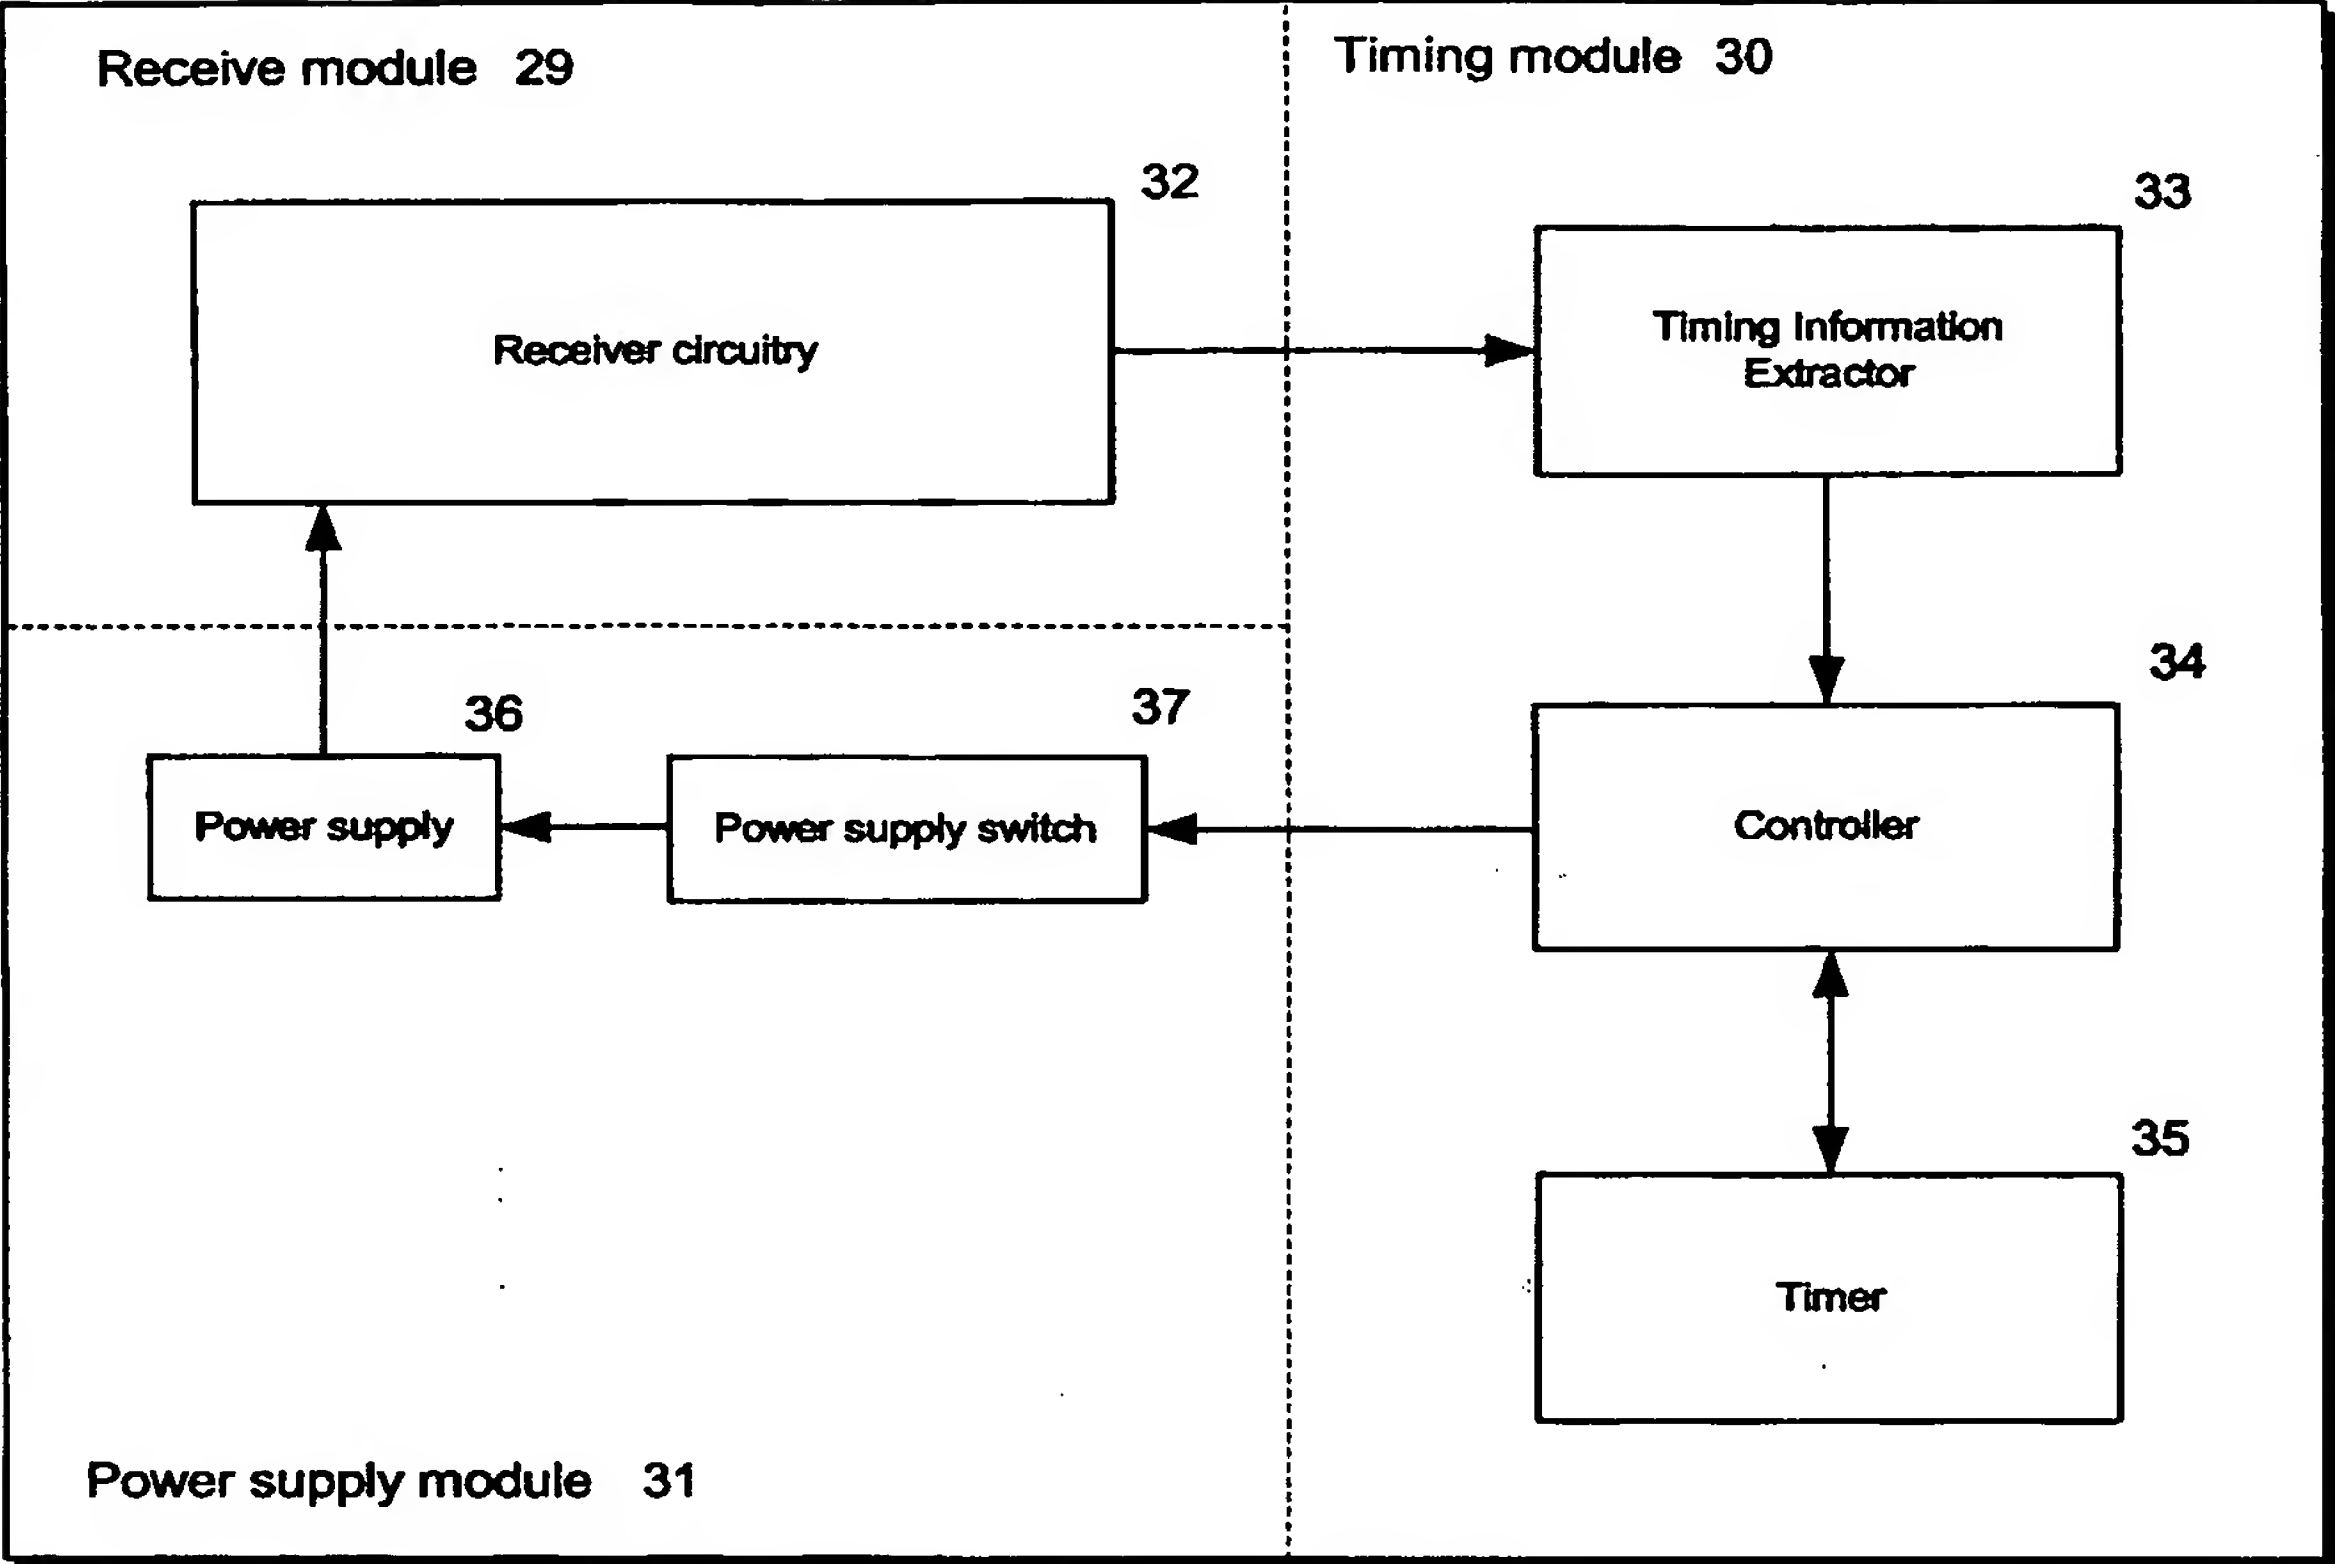 Receive module 29
Timing module 30
32
33
Receiver circuitry
Timing Information
Extractor
34
36
37
Power supply
Power supply switch
Controller
35
Timer
Power supply module 31